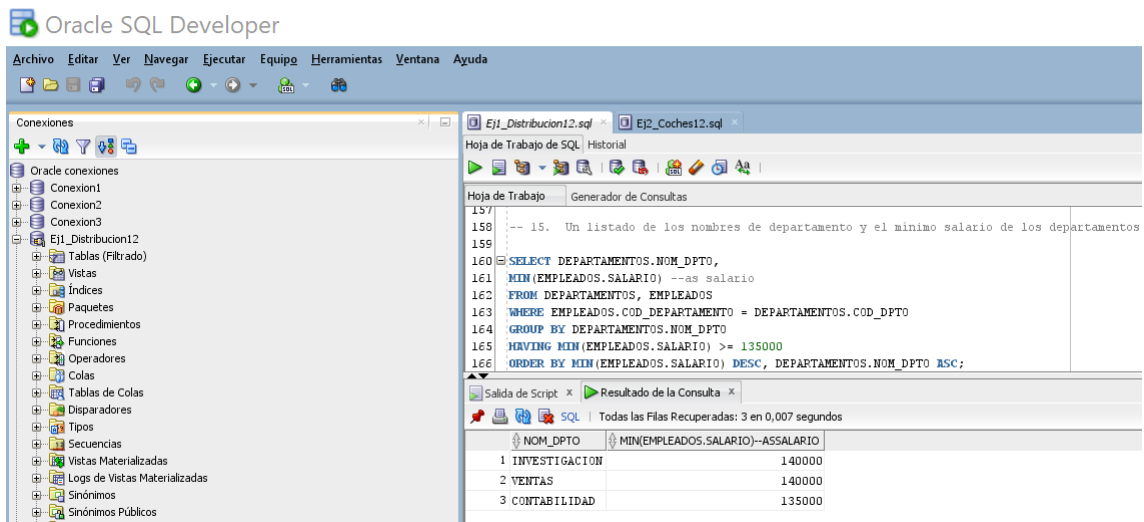 Oracle SQL Developer
Archivo Editar Ver Navegar Ejecutar Equipo Herramientas Ventana Ayuda
Conexiones
Oracle conexiones
Conexion1
Conexion2
Conexion3
Ej1_Distribucion12
Tablas (Filtrado)
Vistas
Índices
Paquetes
Procedimientos
Funciones
Operadores
Colas
Tablas de Colas
Disparadores
Tipos
Secuencias
Vistas Materializadas
Logs de Vistas Materializadas
Sinónimos
Sinónimos Públicos
Ej1_Distribucion12.sql Ej2_Coches12.sql
Hoja de Trabajo de SQL Historial
Hoja de Trabajo Generador de Consultas
157
158 -- 15. Un listado de los nombres de departamento y el mínimo salario de los departamentos
159
160 SELECT DEPARTAMENTOS.NOM_DPTO,
161 MIN(EMPLEADOS.SALARIO) --as salario
162 FROM DEPARTAMENTOS, EMPLEADOS
163 WHERE EMPLEADOS.COD_DEPARTAMENTO = DEPARTAMENTOS.COD_DPTO
164 GROUP BY DEPARTAMENTOS.NOM_DPTO
165 HAVING MIN(EMPLEADOS.SALARIO) >= 135000
166 ORDER BY MIN(EMPLEADOS.SALARIO) DESC, DEPARTAMENTOS.NOM_DPTO ASC;
Salida de Script x Resultado de la Consulta x
SQL | Todas las Filas Recuperadas: 3 en 0,007 segundos
NOM_DPTO MIN(EMPLEADOS.SALARIO)--ASSALARIO
1 INVESTIGACION 140000
2 VENTAS 140000
3 CONTABILIDAD 135000